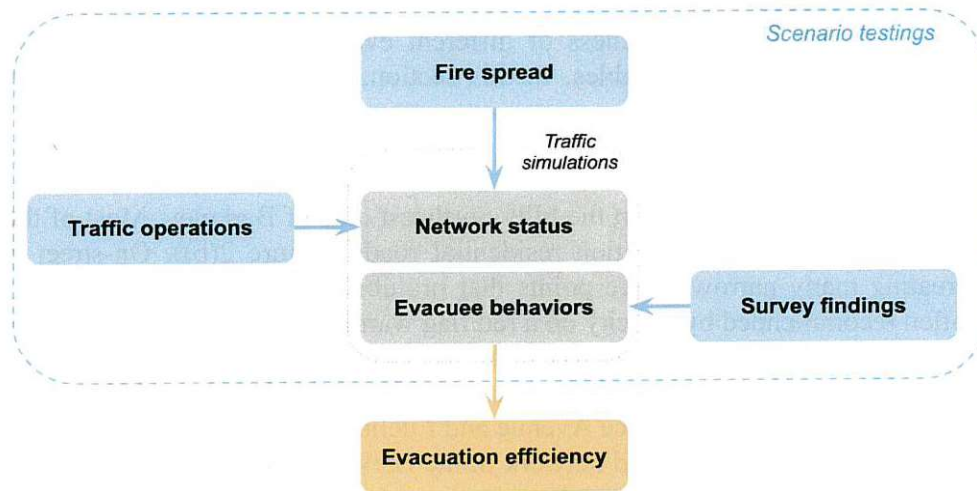 Scenario testings
Fire spread
Traffic
simulations
Traffic operations
Network status
Evacuee behaviors
Survey findings
Evacuation efficiency